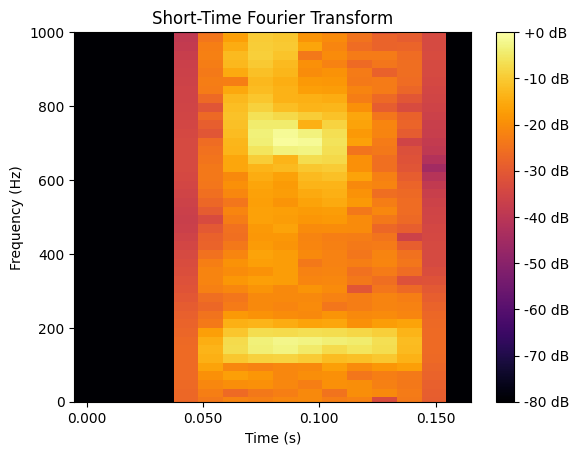 Short-Time Fourier Transform
1000
800
600
400
200
0
Frequency (Hz)
0.000
0.050
0.100
0.150
Time (s)
+0 dB
-10 dB
-20 dB
-30 dB
-40 dB
-50 dB
-60 dB
-70 dB
-80 dB